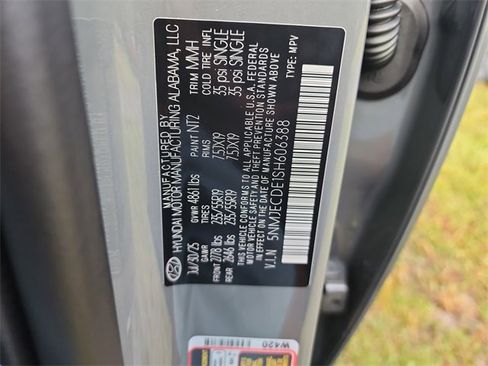 MANUFACTURED BY
HYUNDAI MOTOR MANUFACTURING ALABAMA, LLC
JUL/30/25 GVWR 4861 lbs PAINT NT2 TRIM MMH
GAWR TIRES RIMS COLD TIRE INFL
FRONT 2778 lbs 235/55R19 7.5JX19 35 psi SINGLE
REAR 2646 lbs 235/55R19 7.5JX19 35 psi SINGLE
THIS VEHICLE CONFORMS TO ALL APPLICABLE U.S.A. FEDERAL
MOTOR VEHICLE SAFETY AND THEFT PREVENTION STANDARDS
IN EFFECT ON THE DATE OF MANUFACTURE SHOWN ABOVE
V.I.N 5NMJECDE1SH606388 TYPE: MPV
W420